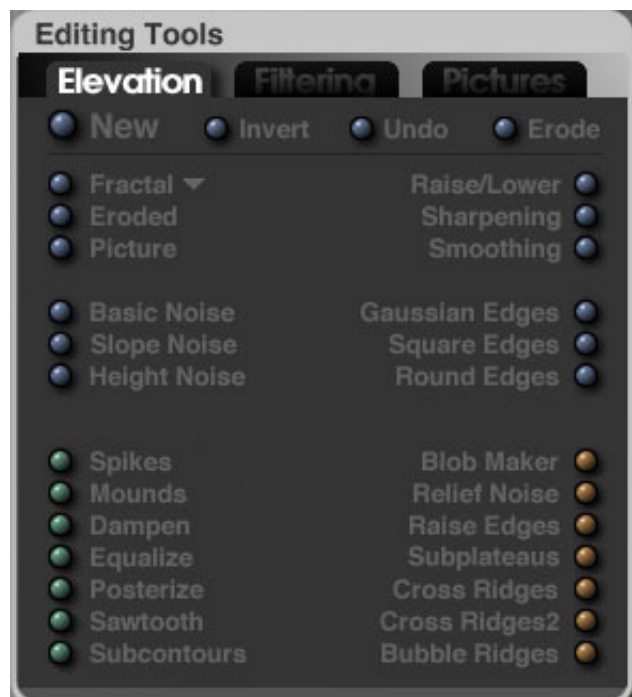 Editing Tools
Elevation Filtering Pictures
New Invert Undo Erode
Fractal Raise/Lower
Eroded Sharpening
Picture Smoothing
Basic Noise Gaussian Edges
Slope Noise Square Edges
Height Noise Round Edges
Spikes Blob Maker
Mounds Relief Noise
Dampen Raise Edges
Equalize Subplateaus
Posterize Cross Ridges
Sawtooth Cross Ridges2
Subcontours Bubble Ridges